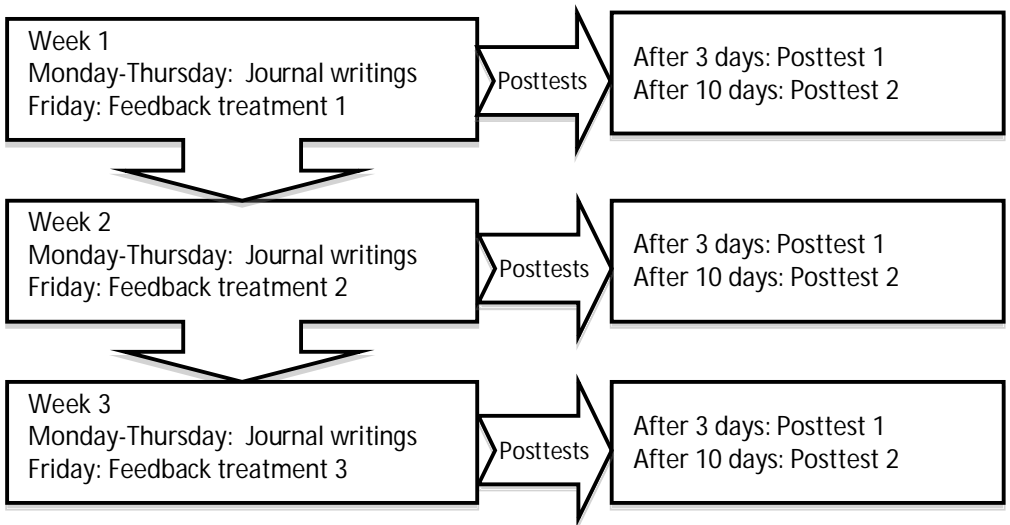 Week 1
Monday-Thursday: Journal writings
Friday: Feedback treatment 1
Posttests
After 3 days: Posttest 1
After 10 days: Posttest 2
Week 2
Monday-Thursday: Journal writings
Friday: Feedback treatment 2
Posttests
After 3 days: Posttest 1
After 10 days: Posttest 2
Week 3
Monday-Thursday: Journal writings
Friday: Feedback treatment 3
Posttests
After 3 days: Posttest 1
After 10 days: Posttest 2